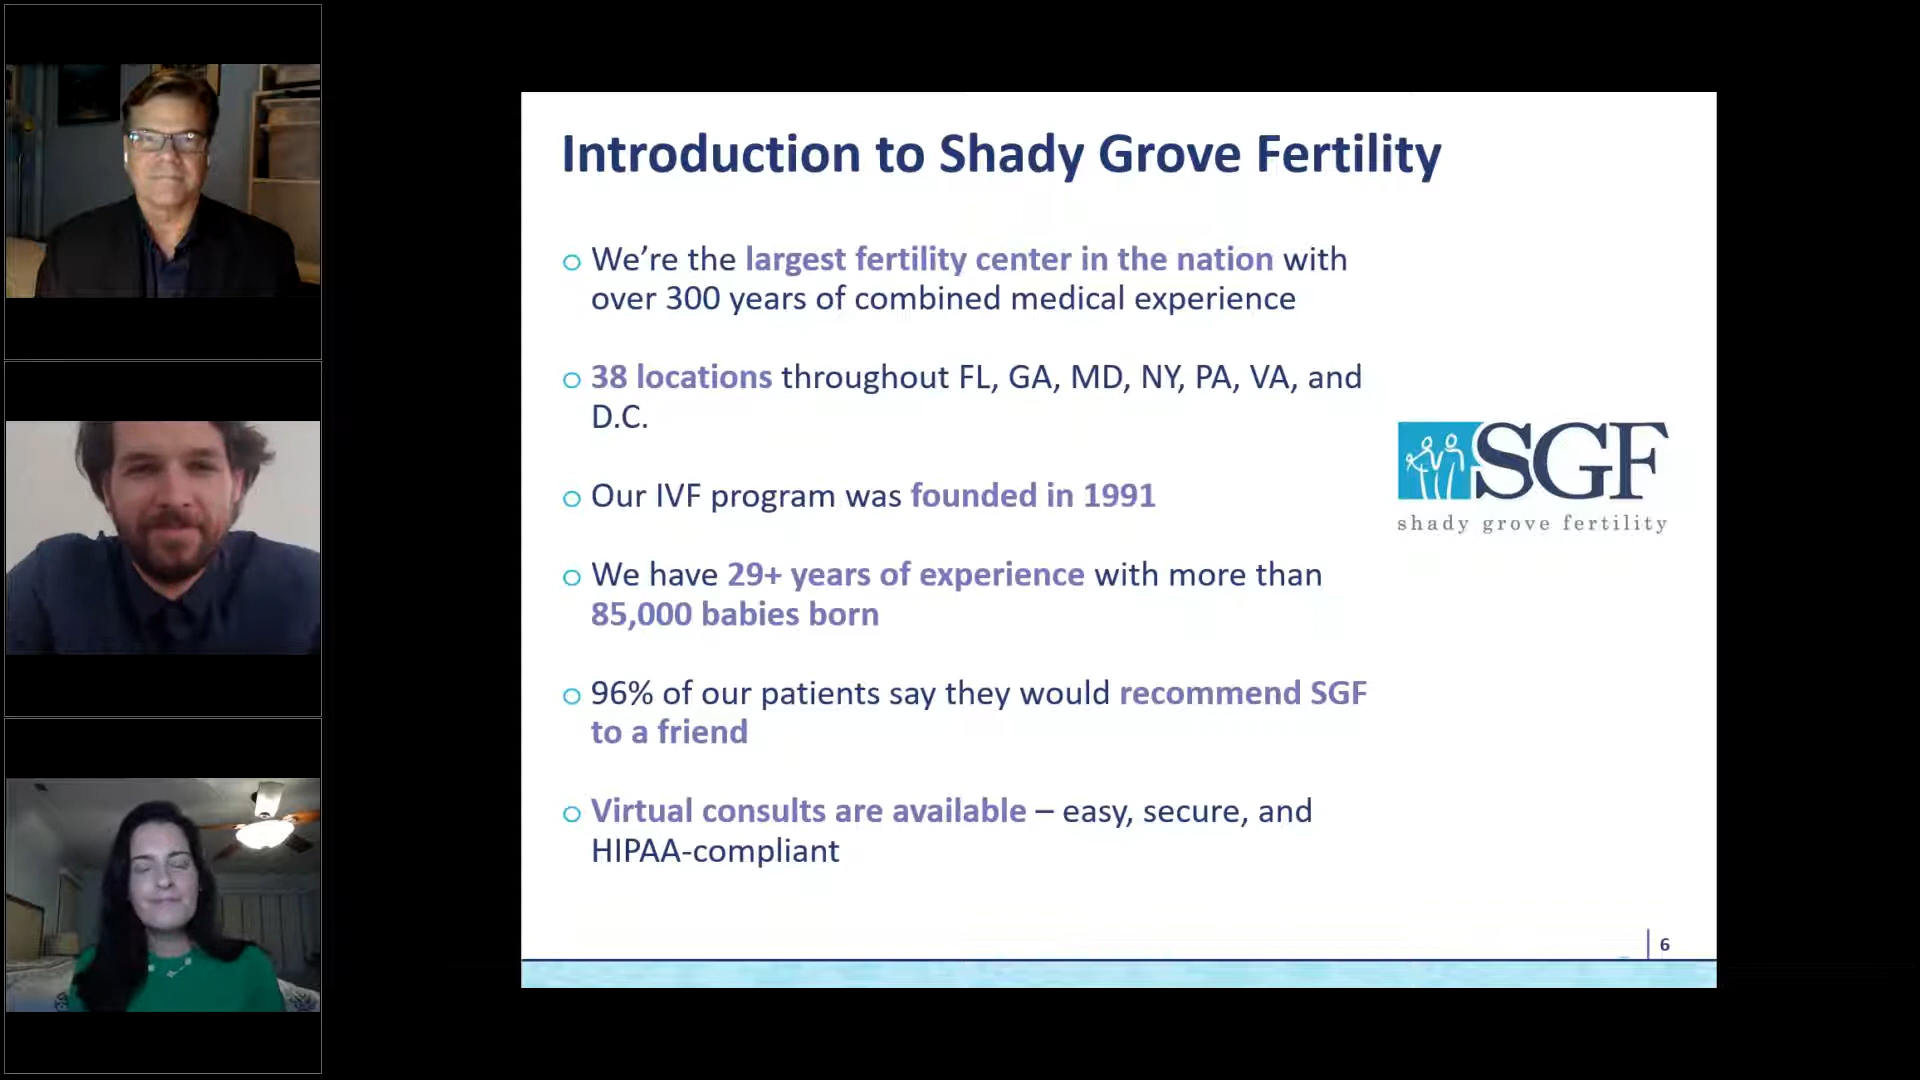 Introduction to Shady Grove Fertility
o We’re the largest fertility center in the nation with
over 300 years of combined medical experience
o 38 locations throughout FL, GA, MD, NY, PA, VA, and
D.C.
o Our IVF program was founded in 1991
o We have 29+ years of experience with more than
85,000 babies born
o 96% of our patients say they would recommend SGF
to a friend
o Virtual consults are available – easy, secure, and
HIPAA-compliant
SGF
shady grove fertility
6